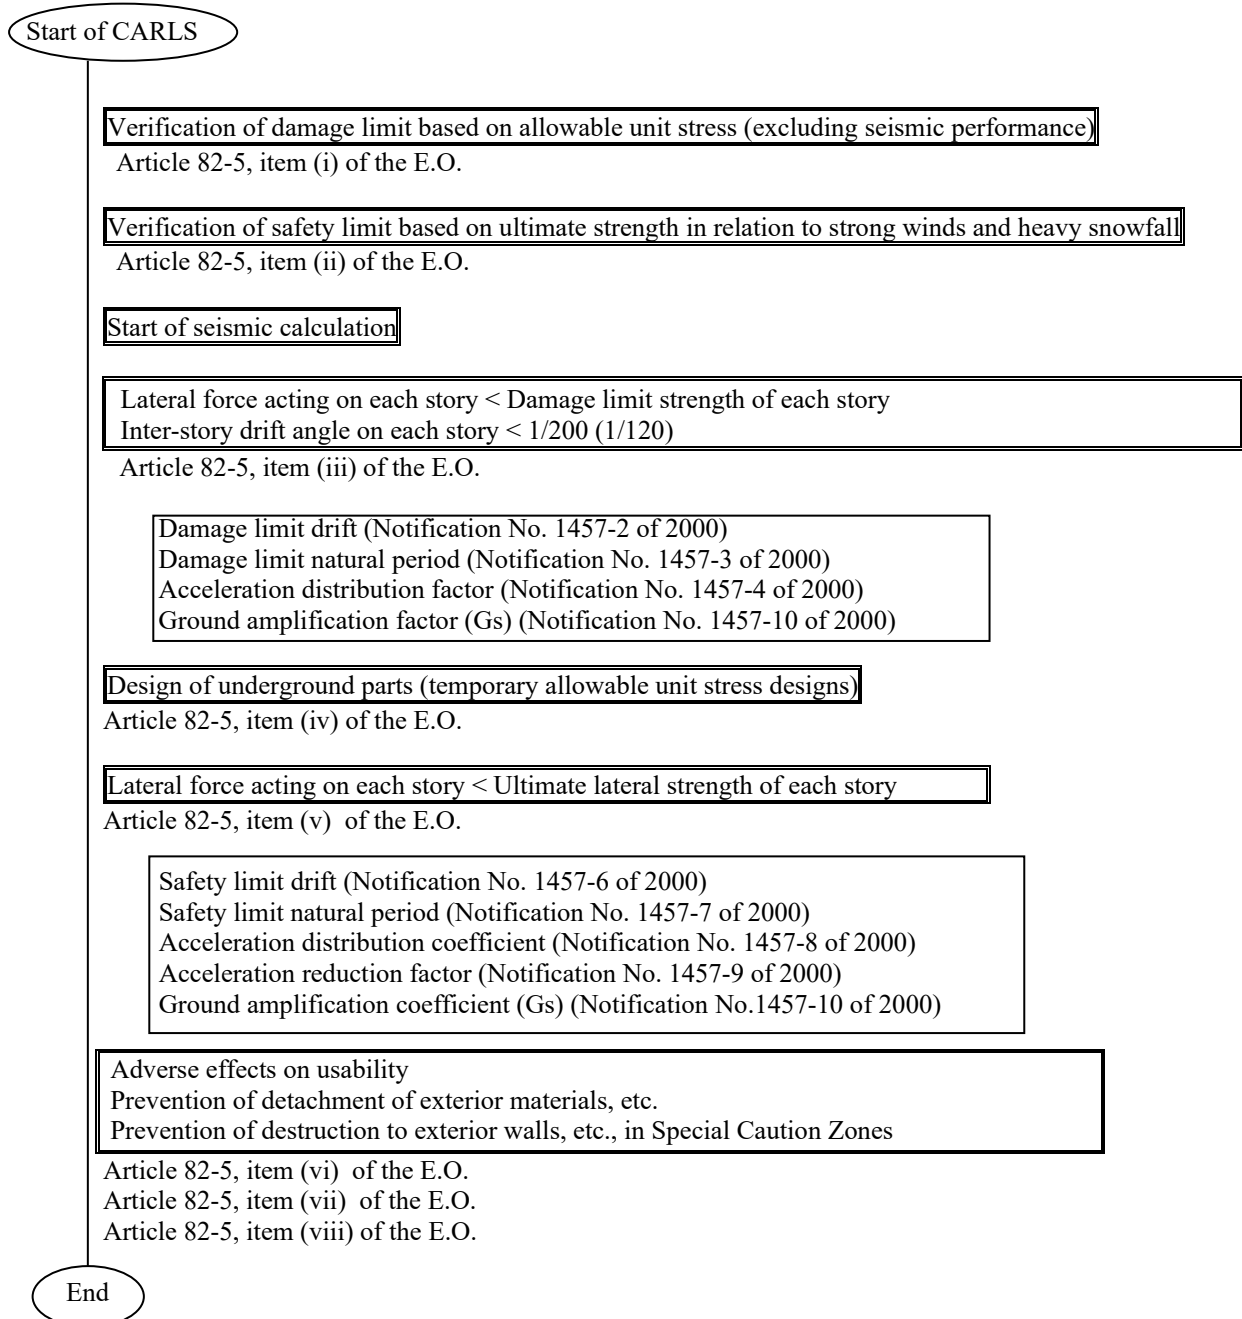 Start of CARLS
Verification of damage limit based on allowable unit stress (excluding seismic performance)
Article 82-5, item (i) of the E.O.
Verification of safety limit based on ultimate strength in relation to strong winds and heavy snowfall
Article 82-5, item (ii) of the E.O.
Start of seismic calculation
Lateral force acting on each story < Damage limit strength of each story
Inter-story drift angle on each story < 1/200 (1/120)
Article 82-5, item (iii) of the E.O.
Damage limit drift (Notification No. 1457-2 of 2000)
Damage limit natural period (Notification No. 1457-3 of 2000)
Acceleration distribution factor (Notification No. 1457-4 of 2000)
Ground amplification factor (Gs) (Notification No. 1457-10 of 2000)
Design of underground parts (temporary allowable unit stress designs)
Article 82-5, item (iv) of the E.O.
Lateral force acting on each story < Ultimate lateral strength of each story
Article 82-5, item (v) of the E.O.
Safety limit drift (Notification No. 1457-6 of 2000)
Safety limit natural period (Notification No. 1457-7 of 2000)
Acceleration distribution coefficient (Notification No. 1457-8 of 2000)
Acceleration reduction factor (Notification No. 1457-9 of 2000)
Ground amplification coefficient (Gs) (Notification No.1457-10 of 2000)
Adverse effects on usability
Prevention of detachment of exterior materials, etc.
Prevention of destruction to exterior walls, etc., in Special Caution Zones
Article 82-5, item (vi) of the E.O.
Article 82-5, item (vii) of the E.O.
Article 82-5, item (viii) of the E.O.
End